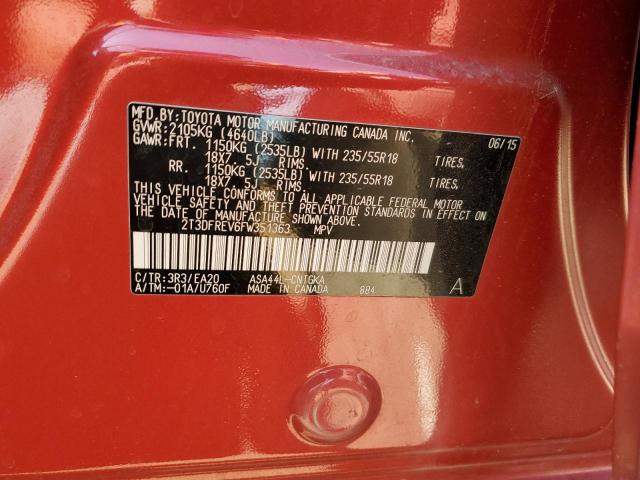 MFD.BY:TOYOTA MOTOR MANUFACTURING CANADA INC. 06/15
GVWR:2105KG (4640LB)
GAWR:FRT. 1150KG (2535LB) WITH 235/55R18 TIRES,
18X7 5J RIMS.
RR. 1150KG (2535LB) WITH 235/55R18 TIRES,
18X7 5J RIMS.
THIS VEHICLE CONFORMS TO ALL APPLICABLE FEDERAL MOTOR
VEHICLE SAFETY AND THEFT PREVENTION STANDARDS IN EFFECT
ON THE DATE OF MANUFACTURE SHOWN ABOVE.
2T3DFREV6FW351363 MPV
C/TR:3R3/EA20 ASA44L-CNTGKA
A/TM:-01A/U760F MADE IN CANADA 884 A